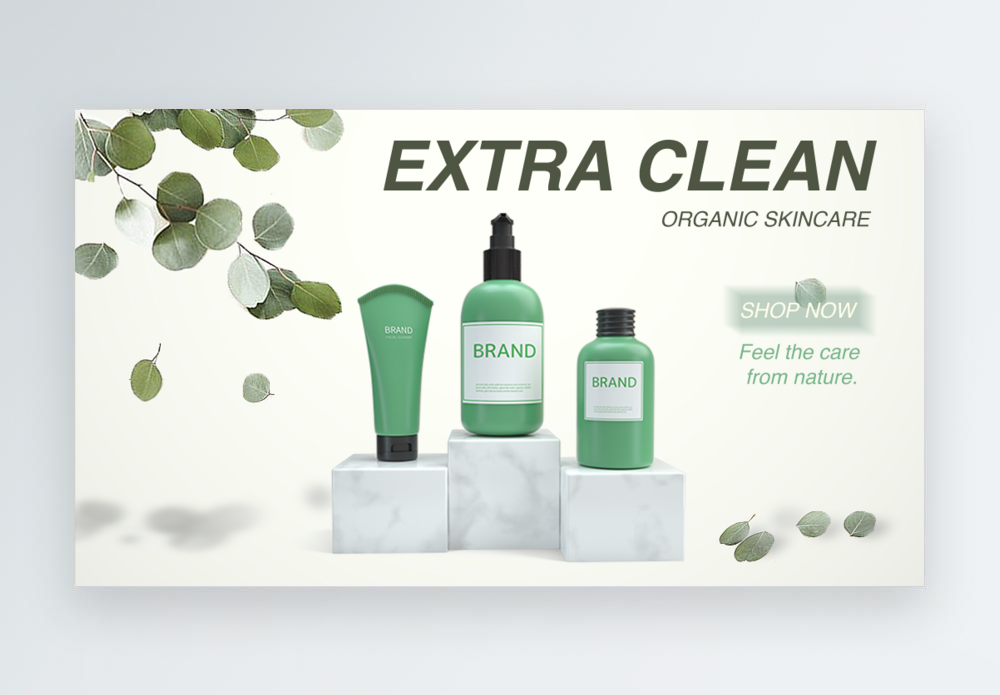 EXTRA CLEAN
ORGANIC SKINCARE
SHOP NOW
Feel the care
from nature.
BRAND
BRAND
BRAND